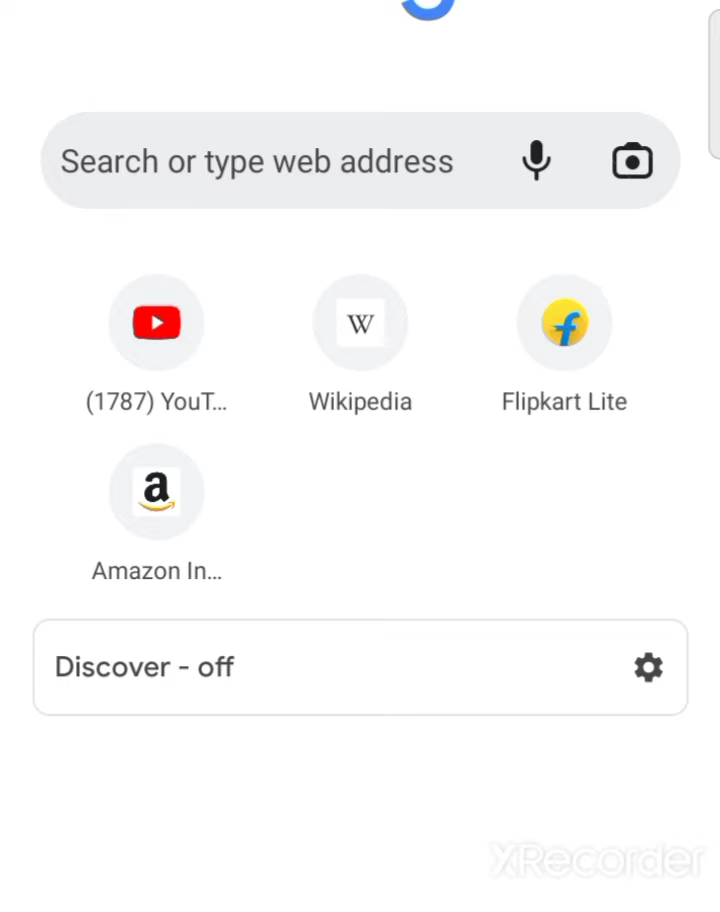 Search or type web address
(1787) YouT...
Wikipedia
Flipkart Lite
Amazon In...
Discover - off
XRecorder